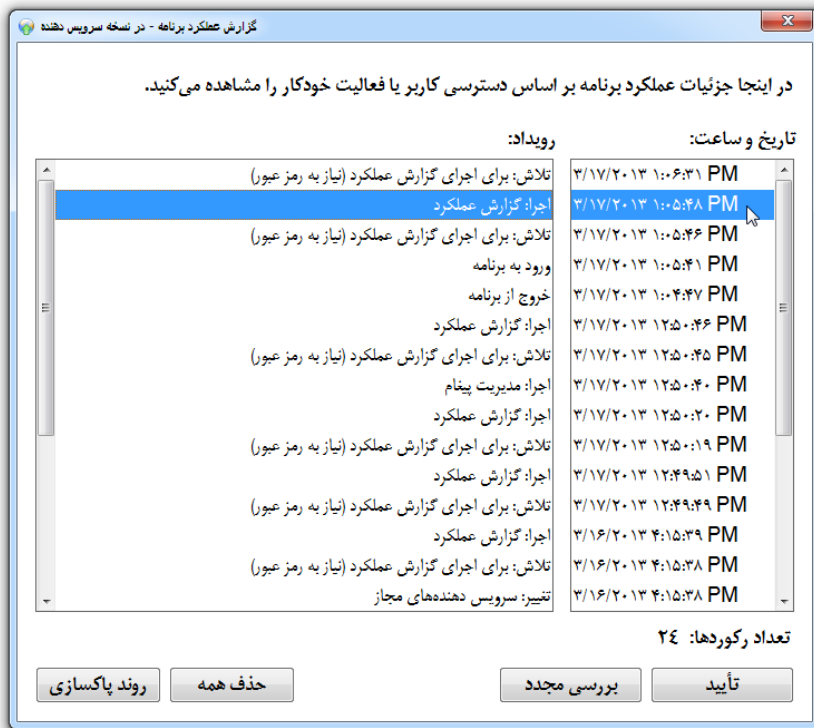 گزارش عملکرد برنامه - در نسخه سرویس دهنده
در اینجا جزئیات عملکرد برنامه بر اساس دسترسی کاربر یا فعالیت خودکار را مشاهده می‌کنید.
تاریخ و ساعت: رویداد:
۳/۱۷/۲۰۱۳ ۱:۰۶:۳۱ PM تلاش: برای اجرای گزارش عملکرد (نیاز به رمز عبور)
۳/۱۷/۲۰۱۳ ۱:۰۵:۴۸ PM اجرا: گزارش عملکرد
۳/۱۷/۲۰۱۳ ۱:۰۵:۴۶ PM تلاش: برای اجرای گزارش عملکرد (نیاز به رمز عبور)
۳/۱۷/۲۰۱۳ ۱:۰۵:۴۱ PM ورود به برنامه
۳/۱۷/۲۰۱۳ ۱:۰۴:۴۷ PM خروج از برنامه
۳/۱۷/۲۰۱۳ ۱۲:۵۰:۴۶ PM اجرا: گزارش عملکرد
۳/۱۷/۲۰۱۳ ۱۲:۵۰:۴۵ PM تلاش: برای اجرای گزارش عملکرد (نیاز به رمز عبور)
۳/۱۷/۲۰۱۳ ۱۲:۵۰:۴۰ PM اجرا: مدیریت پیغام
۳/۱۷/۲۰۱۳ ۱۲:۵۰:۲۰ PM اجرا: گزارش عملکرد
۳/۱۷/۲۰۱۳ ۱۲:۵۰:۱۹ PM تلاش: برای اجرای گزارش عملکرد (نیاز به رمز عبور)
۳/۱۷/۲۰۱۳ ۱۲:۴۹:۵۱ PM اجرا: گزارش عملکرد
۳/۱۷/۲۰۱۳ ۱۲:۴۹:۴۹ PM تلاش: برای اجرای گزارش عملکرد (نیاز به رمز عبور)
۳/۱۶/۲۰۱۳ ۴:۱۵:۳۹ PM اجرا: گزارش عملکرد
۳/۱۶/۲۰۱۳ ۴:۱۵:۳۸ PM تلاش: برای اجرای گزارش عملکرد (نیاز به رمز عبور)
۳/۱۶/۲۰۱۳ ۴:۱۵:۳۸ PM تغییر: سرویس دهنده‌های مجاز
تعداد رکوردها: ۲٤
تأیید بررسی مجدد حذف همه روند پاکسازی